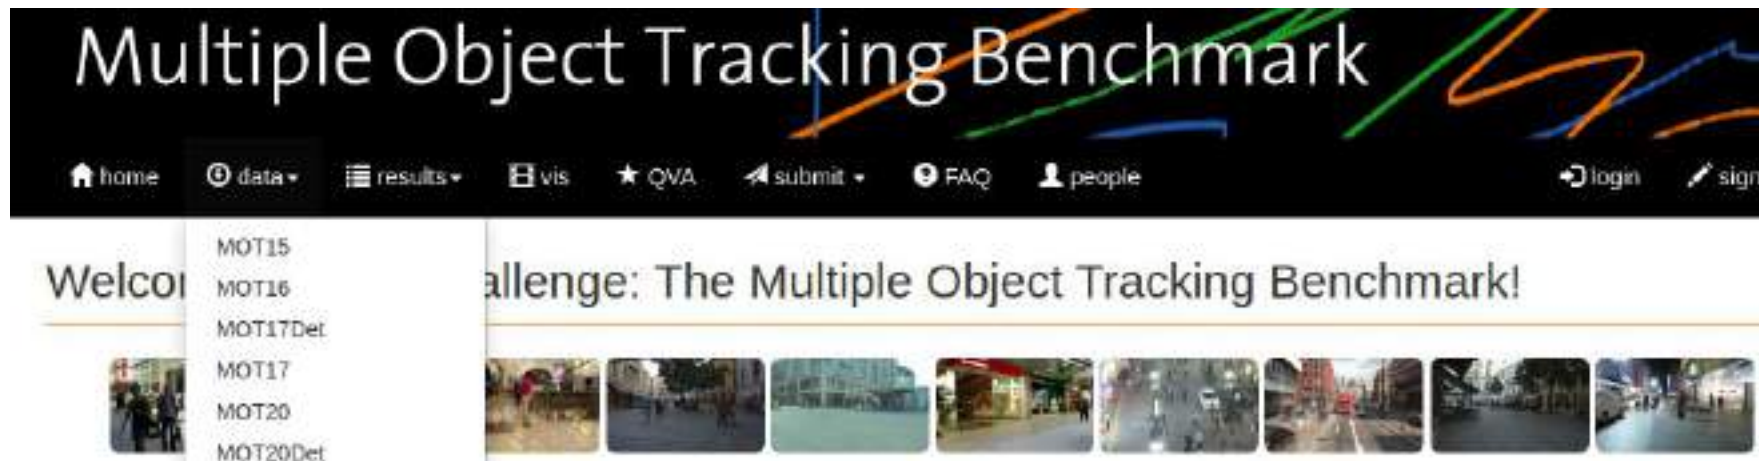 Multiple Object Tracking Benchmark
home data results vis QVA submit FAQ people login sign
MOT15
Welco allenge: The Multiple Object Tracking Benchmark!
MOT16
MOT17Det
MOT17
MOT20
MOT20Det